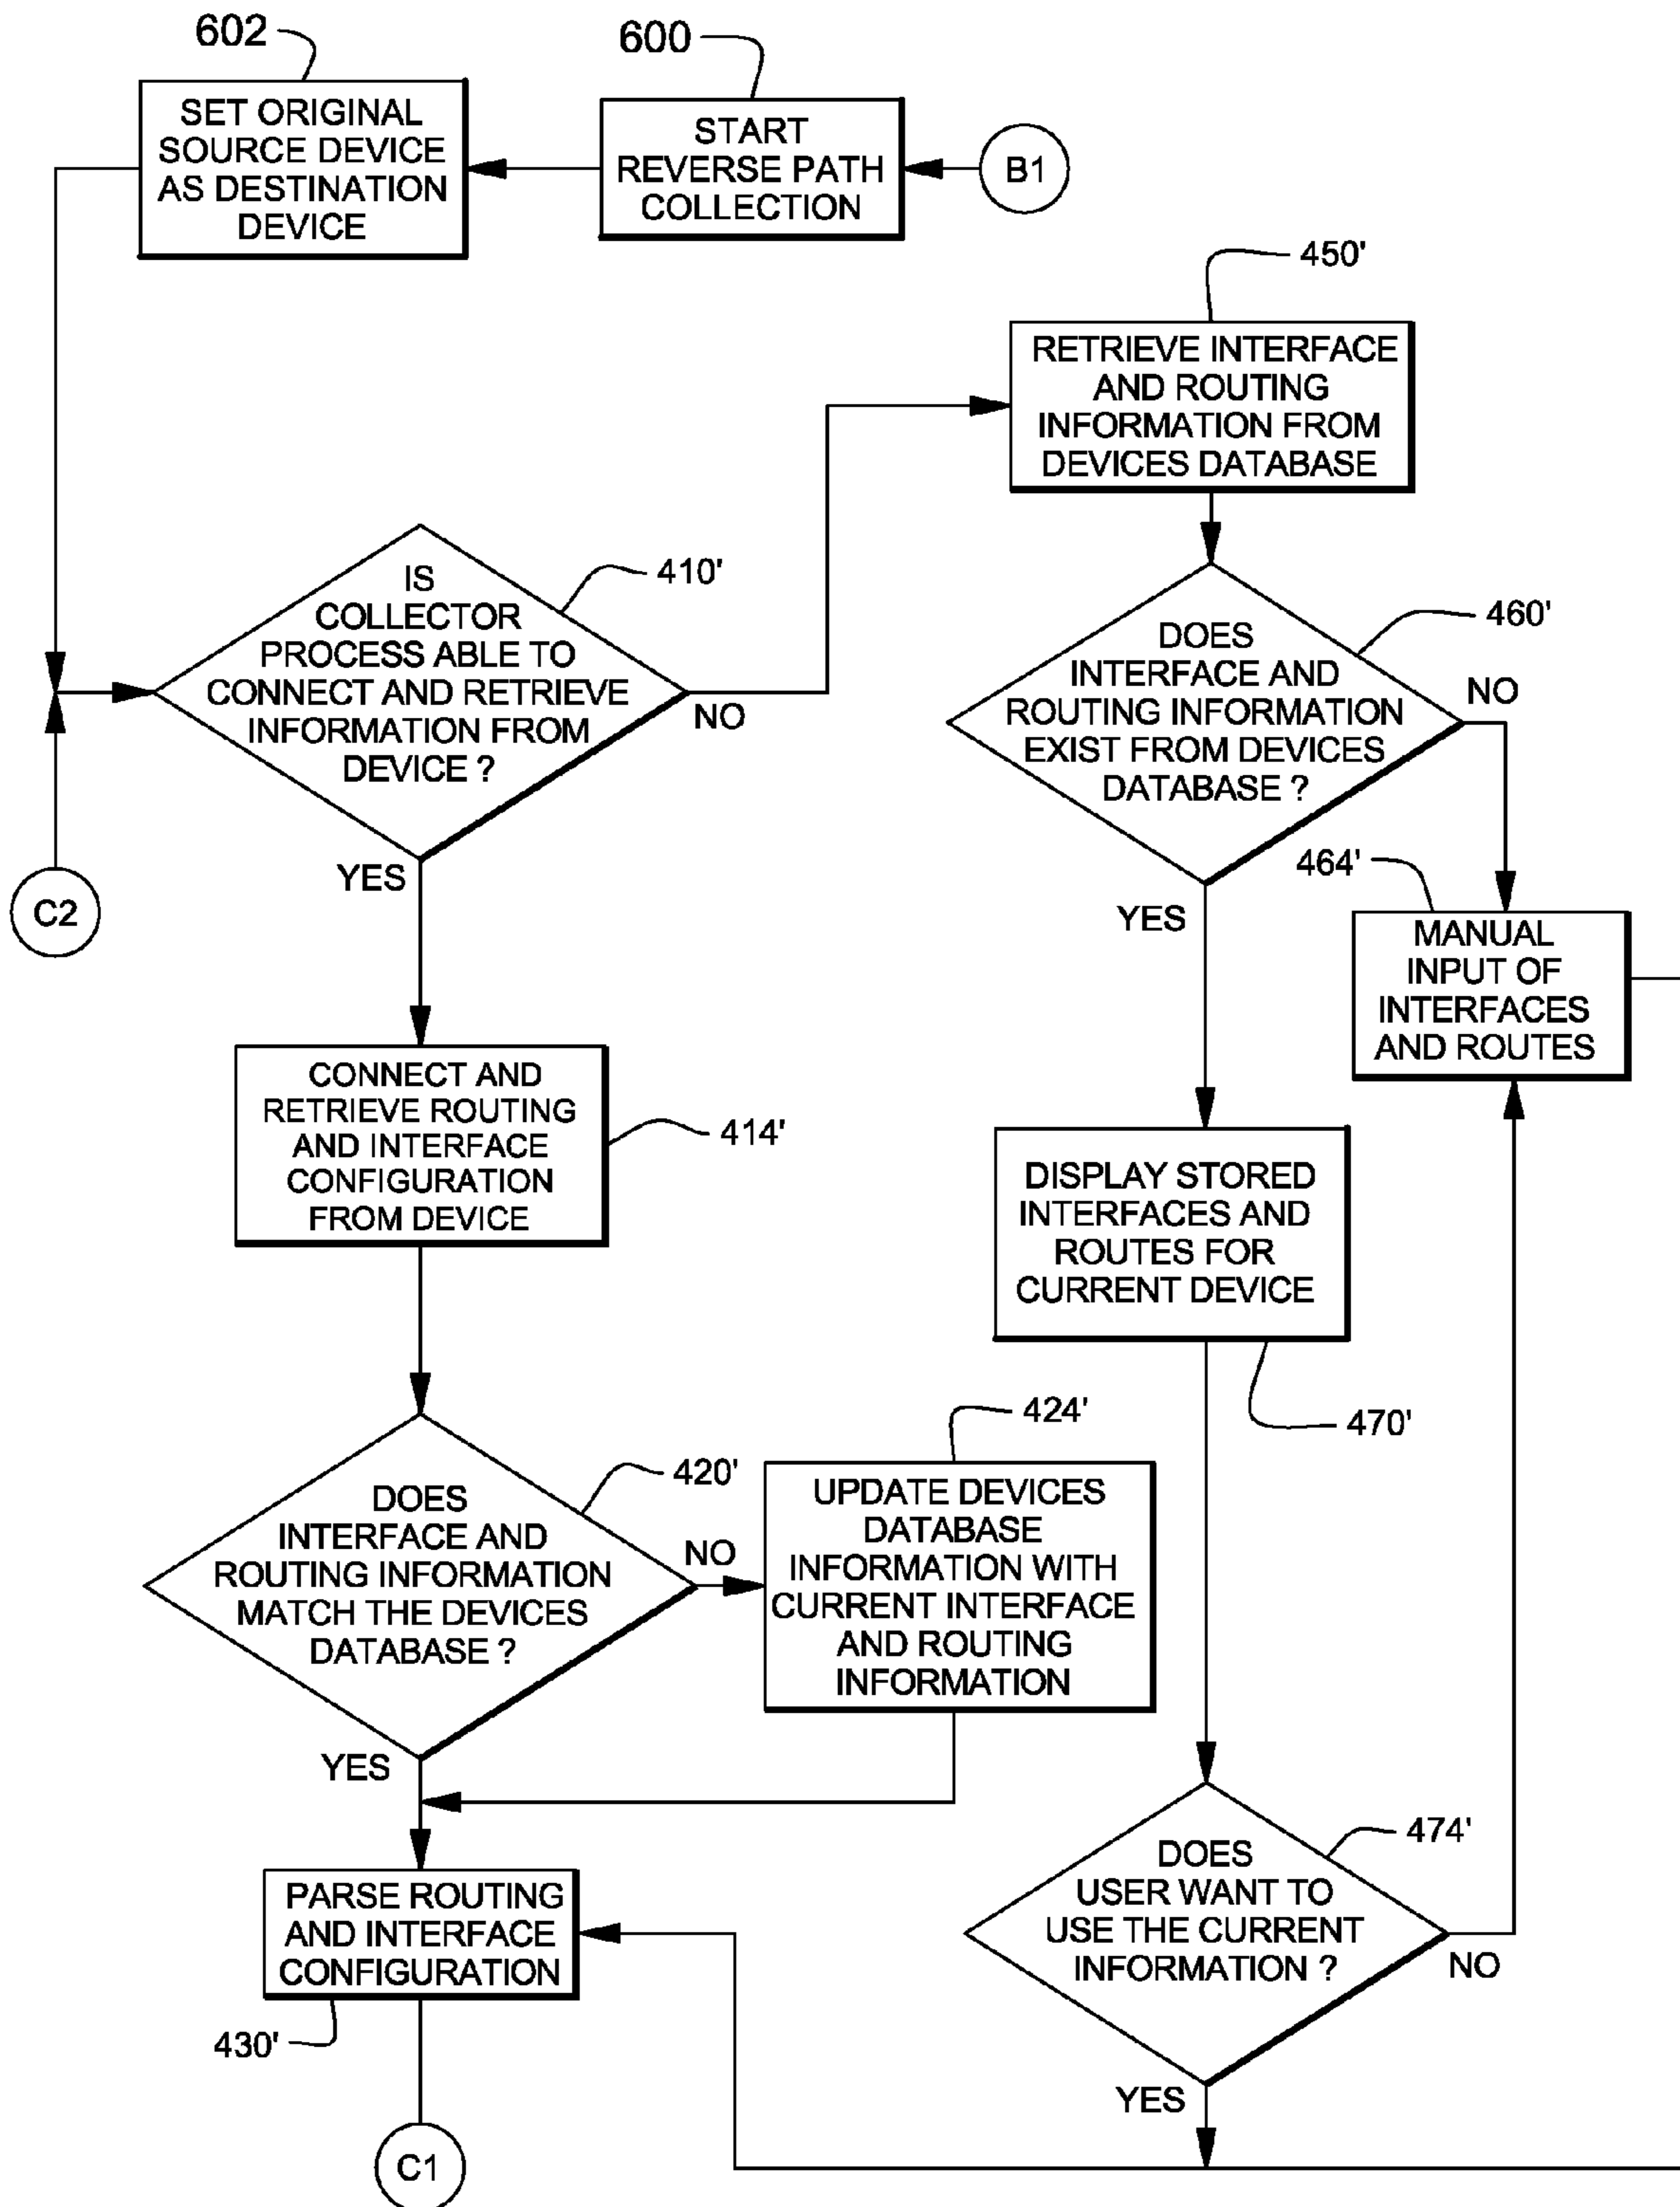 602
600
SET ORIGINAL
SOURCE DEVICE
AS DESTINATION
DEVICE
START
REVERSE PATH
COLLECTION
B1
450'
RETRIEVE INTERFACE
AND ROUTING
INFORMATION FROM
DEVICES DATABASE
410'
IS
COLLECTOR
PROCESS ABLE TO
CONNECT AND RETRIEVE
INFORMATION FROM
DEVICE ?
NO
YES
C2
460'
DOES
INTERFACE AND
ROUTING INFORMATION
EXIST FROM DEVICES
DATABASE ?
NO
YES
464'
MANUAL
INPUT OF
INTERFACES
AND ROUTES
CONNECT AND
RETRIEVE ROUTING
AND INTERFACE
CONFIGURATION
FROM DEVICE
414'
DISPLAY STORED
INTERFACES AND
ROUTES FOR
CURRENT DEVICE
470'
420'
DOES
INTERFACE AND
ROUTING INFORMATION
MATCH THE DEVICES
DATABASE ?
NO
YES
424'
UPDATE DEVICES
DATABASE
INFORMATION WITH
CURRENT INTERFACE
AND ROUTING
INFORMATION
474'
DOES
USER WANT TO
USE THE CURRENT
INFORMATION ?
NO
YES
PARSE ROUTING
AND INTERFACE
CONFIGURATION
430'
C1